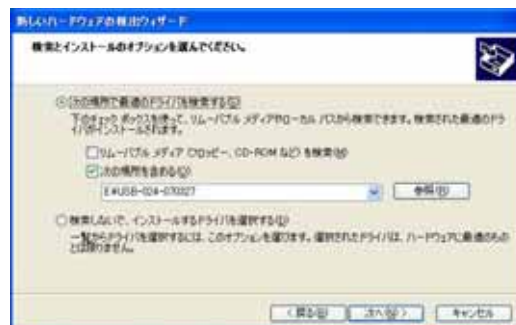 新しいハードウェアの検出ウィザード
検索とインストールのオプションを選んでください。
次の場所で最適のドライバを検索する(S)
下のチェック ボックスを使って、リムーバブル メディアやローカル パスから検索できます。検索された最適のドラ
イバがインストールされます。
リムーバブル メディア (フロッピー、CD-ROM など) を検索(M)
次の場所を含める(O):
E:¥USB-024-070327
参照(R)
検索しないで、インストールするドライバを選択する(D)
一覧からドライバを選択するには、このオプションを選びます。選択されたドライバは、ハードウェアに最適のもの
とは限りません。
< 戻る(B)
次へ(N) >
キャンセル